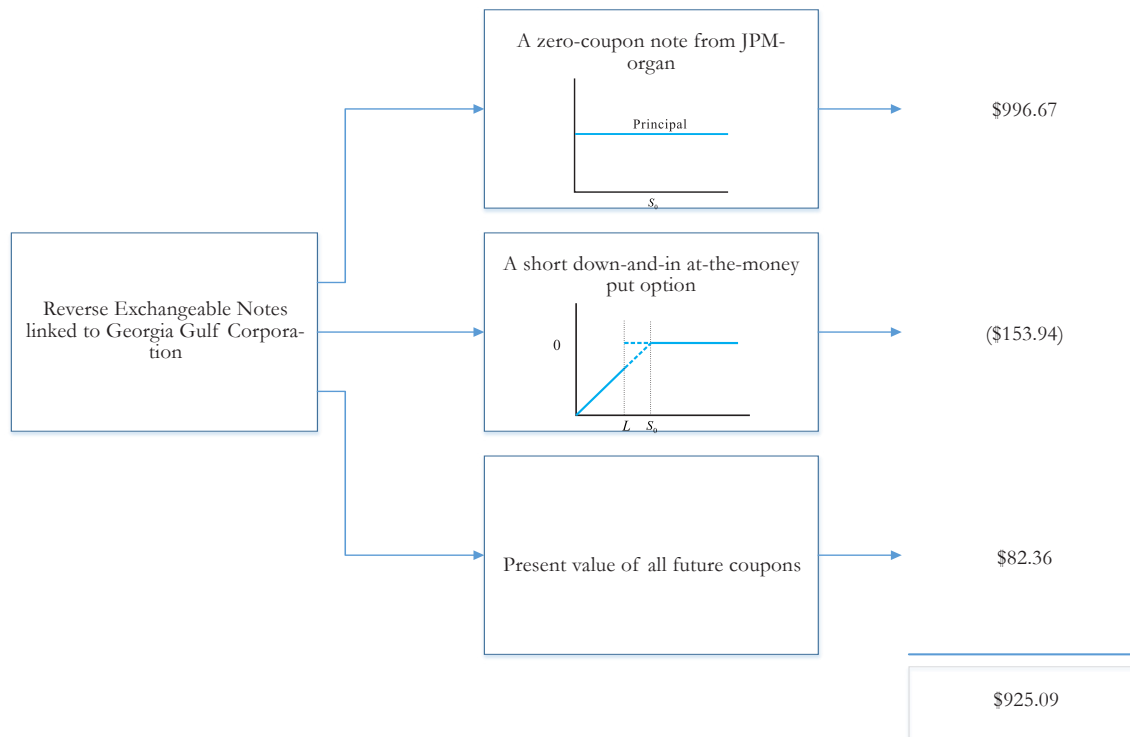 A zero-coupon note from JPM-
organ
Principal
S₀
$996.67
Reverse Exchangeable Notes
linked to Georgia Gulf Corpora-
tion
A short down-and-in at-the-money
put option
0
L S₀
($153.94)
Present value of all future coupons
$82.36
$925.09